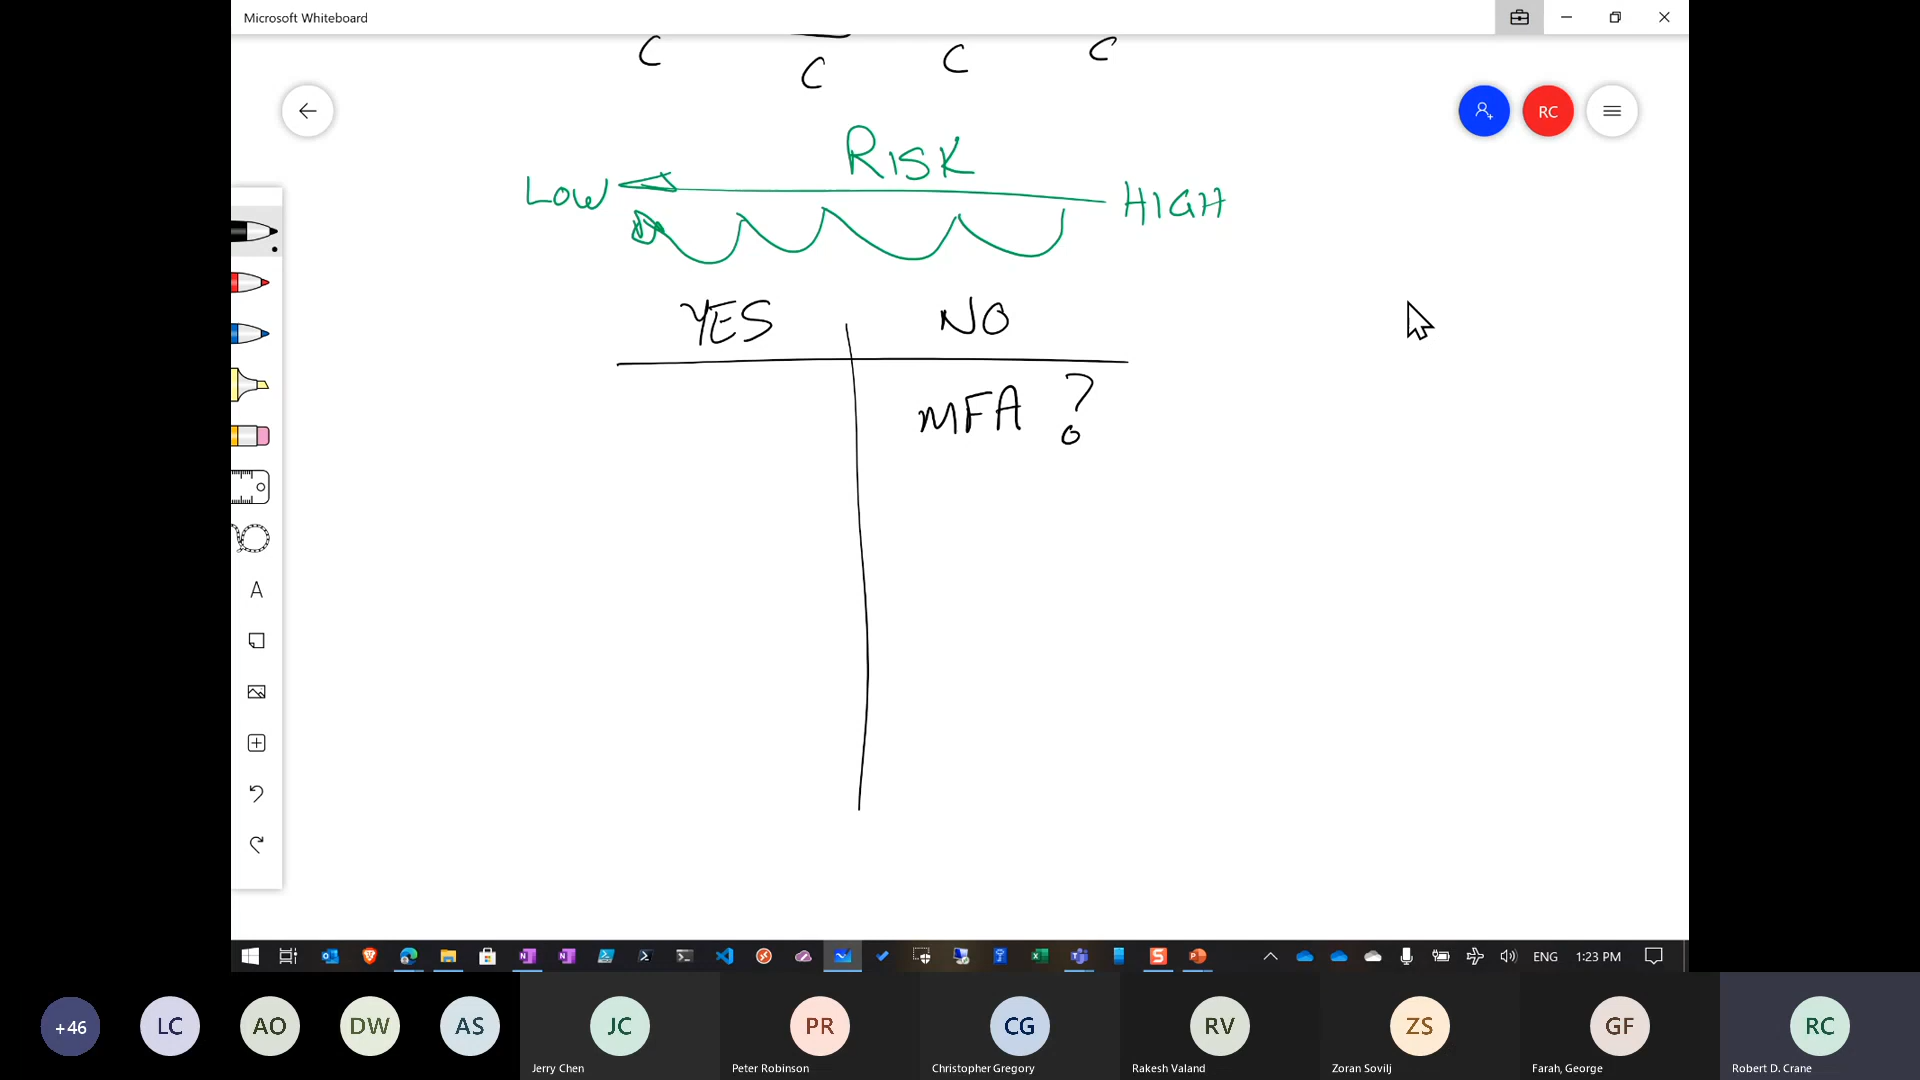 Microsoft Whiteboard
C C C C
RISK
LOW HIGH
RC
YES NO
MFA ?
A
ENG 1:23 PM
+46 LC AO DW AS JC PR CG RV ZS GF RC
Jerry Chen Peter Robinson Christopher Gregory Rakesh Valand Zoran Sovilj Farah, George Robert D. Crane